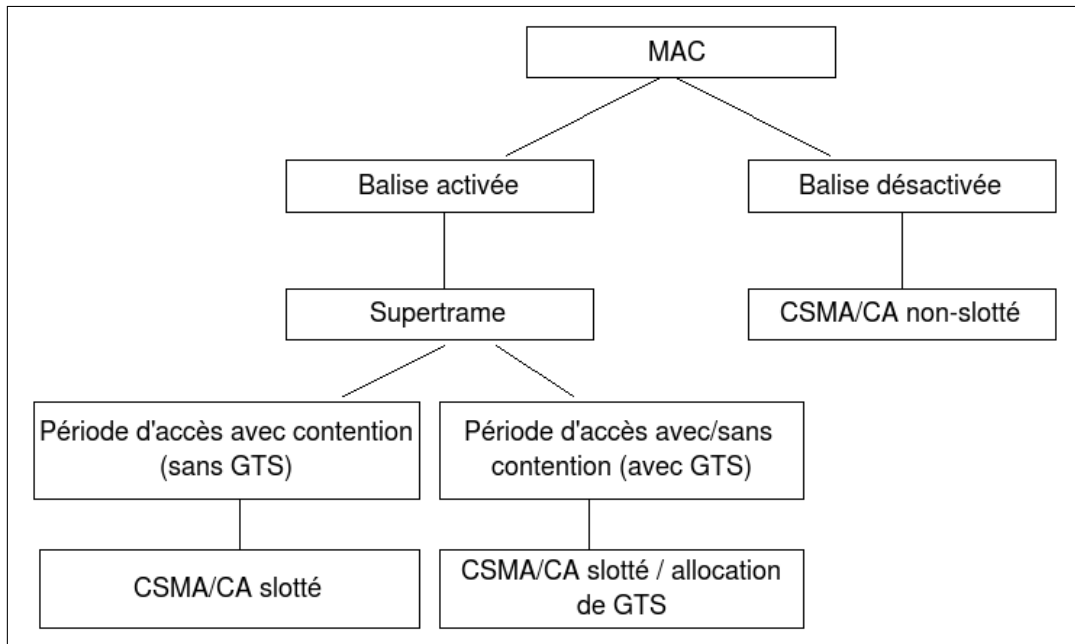 MAC
Balise activée
Balise désactivée
Supertrame
CSMA/CA non-slotté
Période d'accès avec contention
(sans GTS)
Période d'accès avec/sans
contention (avec GTS)
CSMA/CA slotté
CSMA/CA slotté / allocation
de GTS